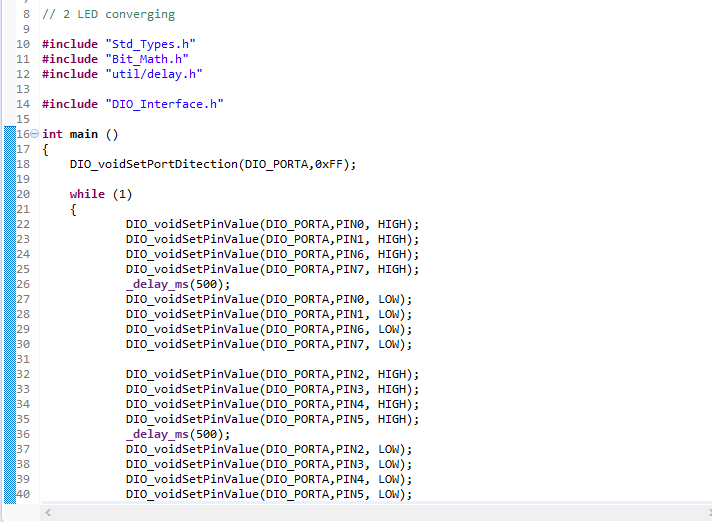 7
8 // 2 LED converging
9
10 #include "Std_Types.h"
11 #include "Bit_Math.h"
12 #include "util/delay.h"
13
14 #include "DIO_Interface.h"
15
16 int main ()
17 {
18 DIO_voidSetPortDitection(DIO_PORTA,0xFF);
19
20 while (1)
21 {
22 DIO_voidSetPinValue(DIO_PORTA,PIN0, HIGH);
23 DIO_voidSetPinValue(DIO_PORTA,PIN1, HIGH);
24 DIO_voidSetPinValue(DIO_PORTA,PIN6, HIGH);
25 DIO_voidSetPinValue(DIO_PORTA,PIN7, HIGH);
26 _delay_ms(500);
27 DIO_voidSetPinValue(DIO_PORTA,PIN0, LOW);
28 DIO_voidSetPinValue(DIO_PORTA,PIN1, LOW);
29 DIO_voidSetPinValue(DIO_PORTA,PIN6, LOW);
30 DIO_voidSetPinValue(DIO_PORTA,PIN7, LOW);
31
32 DIO_voidSetPinValue(DIO_PORTA,PIN2, HIGH);
33 DIO_voidSetPinValue(DIO_PORTA,PIN3, HIGH);
34 DIO_voidSetPinValue(DIO_PORTA,PIN4, HIGH);
35 DIO_voidSetPinValue(DIO_PORTA,PIN5, HIGH);
36 _delay_ms(500);
37 DIO_voidSetPinValue(DIO_PORTA,PIN2, LOW);
38 DIO_voidSetPinValue(DIO_PORTA,PIN3, LOW);
39 DIO_voidSetPinValue(DIO_PORTA,PIN4, LOW);
40 DIO_voidSetPinValue(DIO_PORTA,PIN5, LOW);